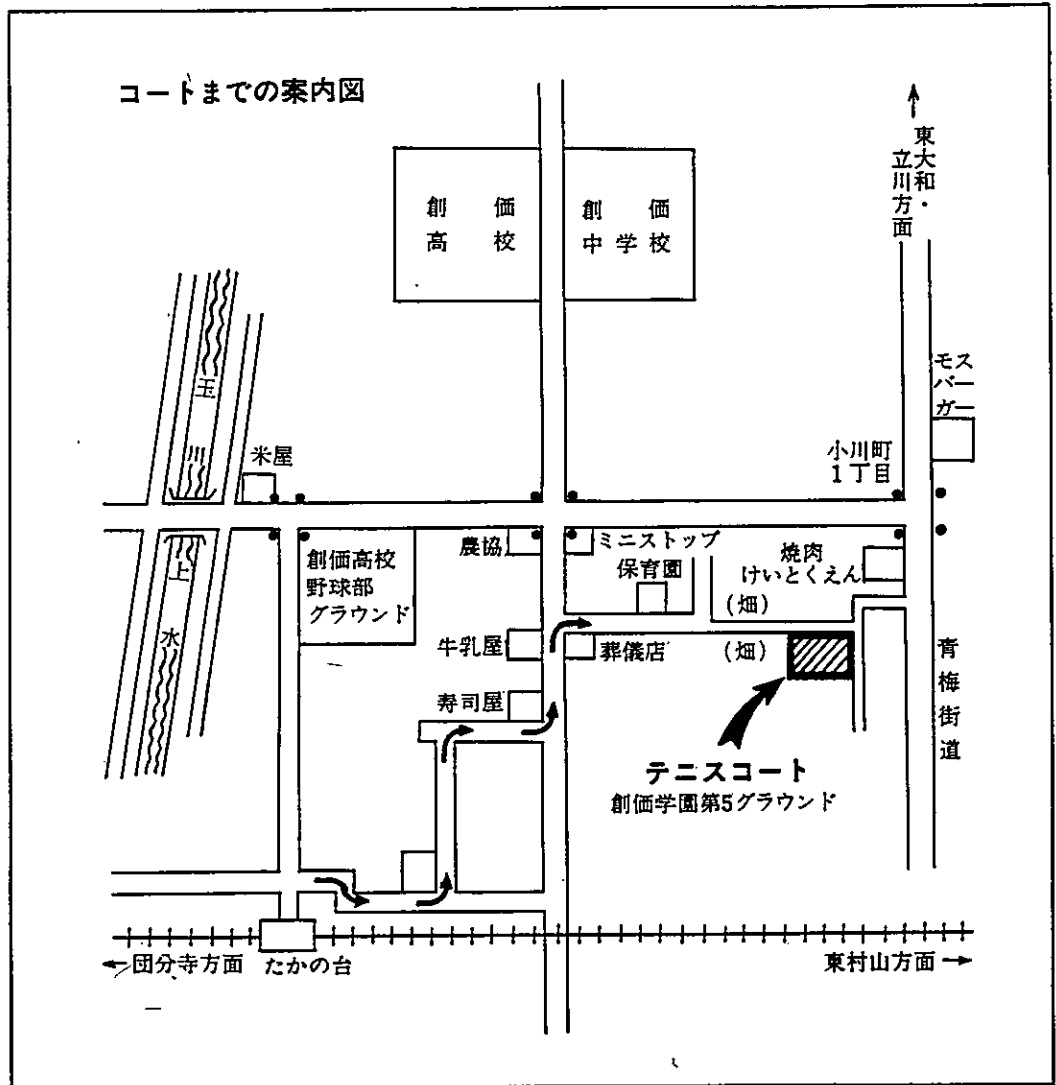 コートまでの案内図
創価
高校
創価
中学校
東大和・
立川方面
モス
バー
ガー
玉
川
上
水
米屋
小川町
1丁目
創価高校
野球部
グラウンド
農協
ミニストップ
保育園
焼肉
けいとくえん
(畑)
牛乳屋
葬儀店
(畑)
青梅街道
寿司屋
テニスコート
創価学園第5グラウンド
←団分寺方面
たかの台
東村山方面→